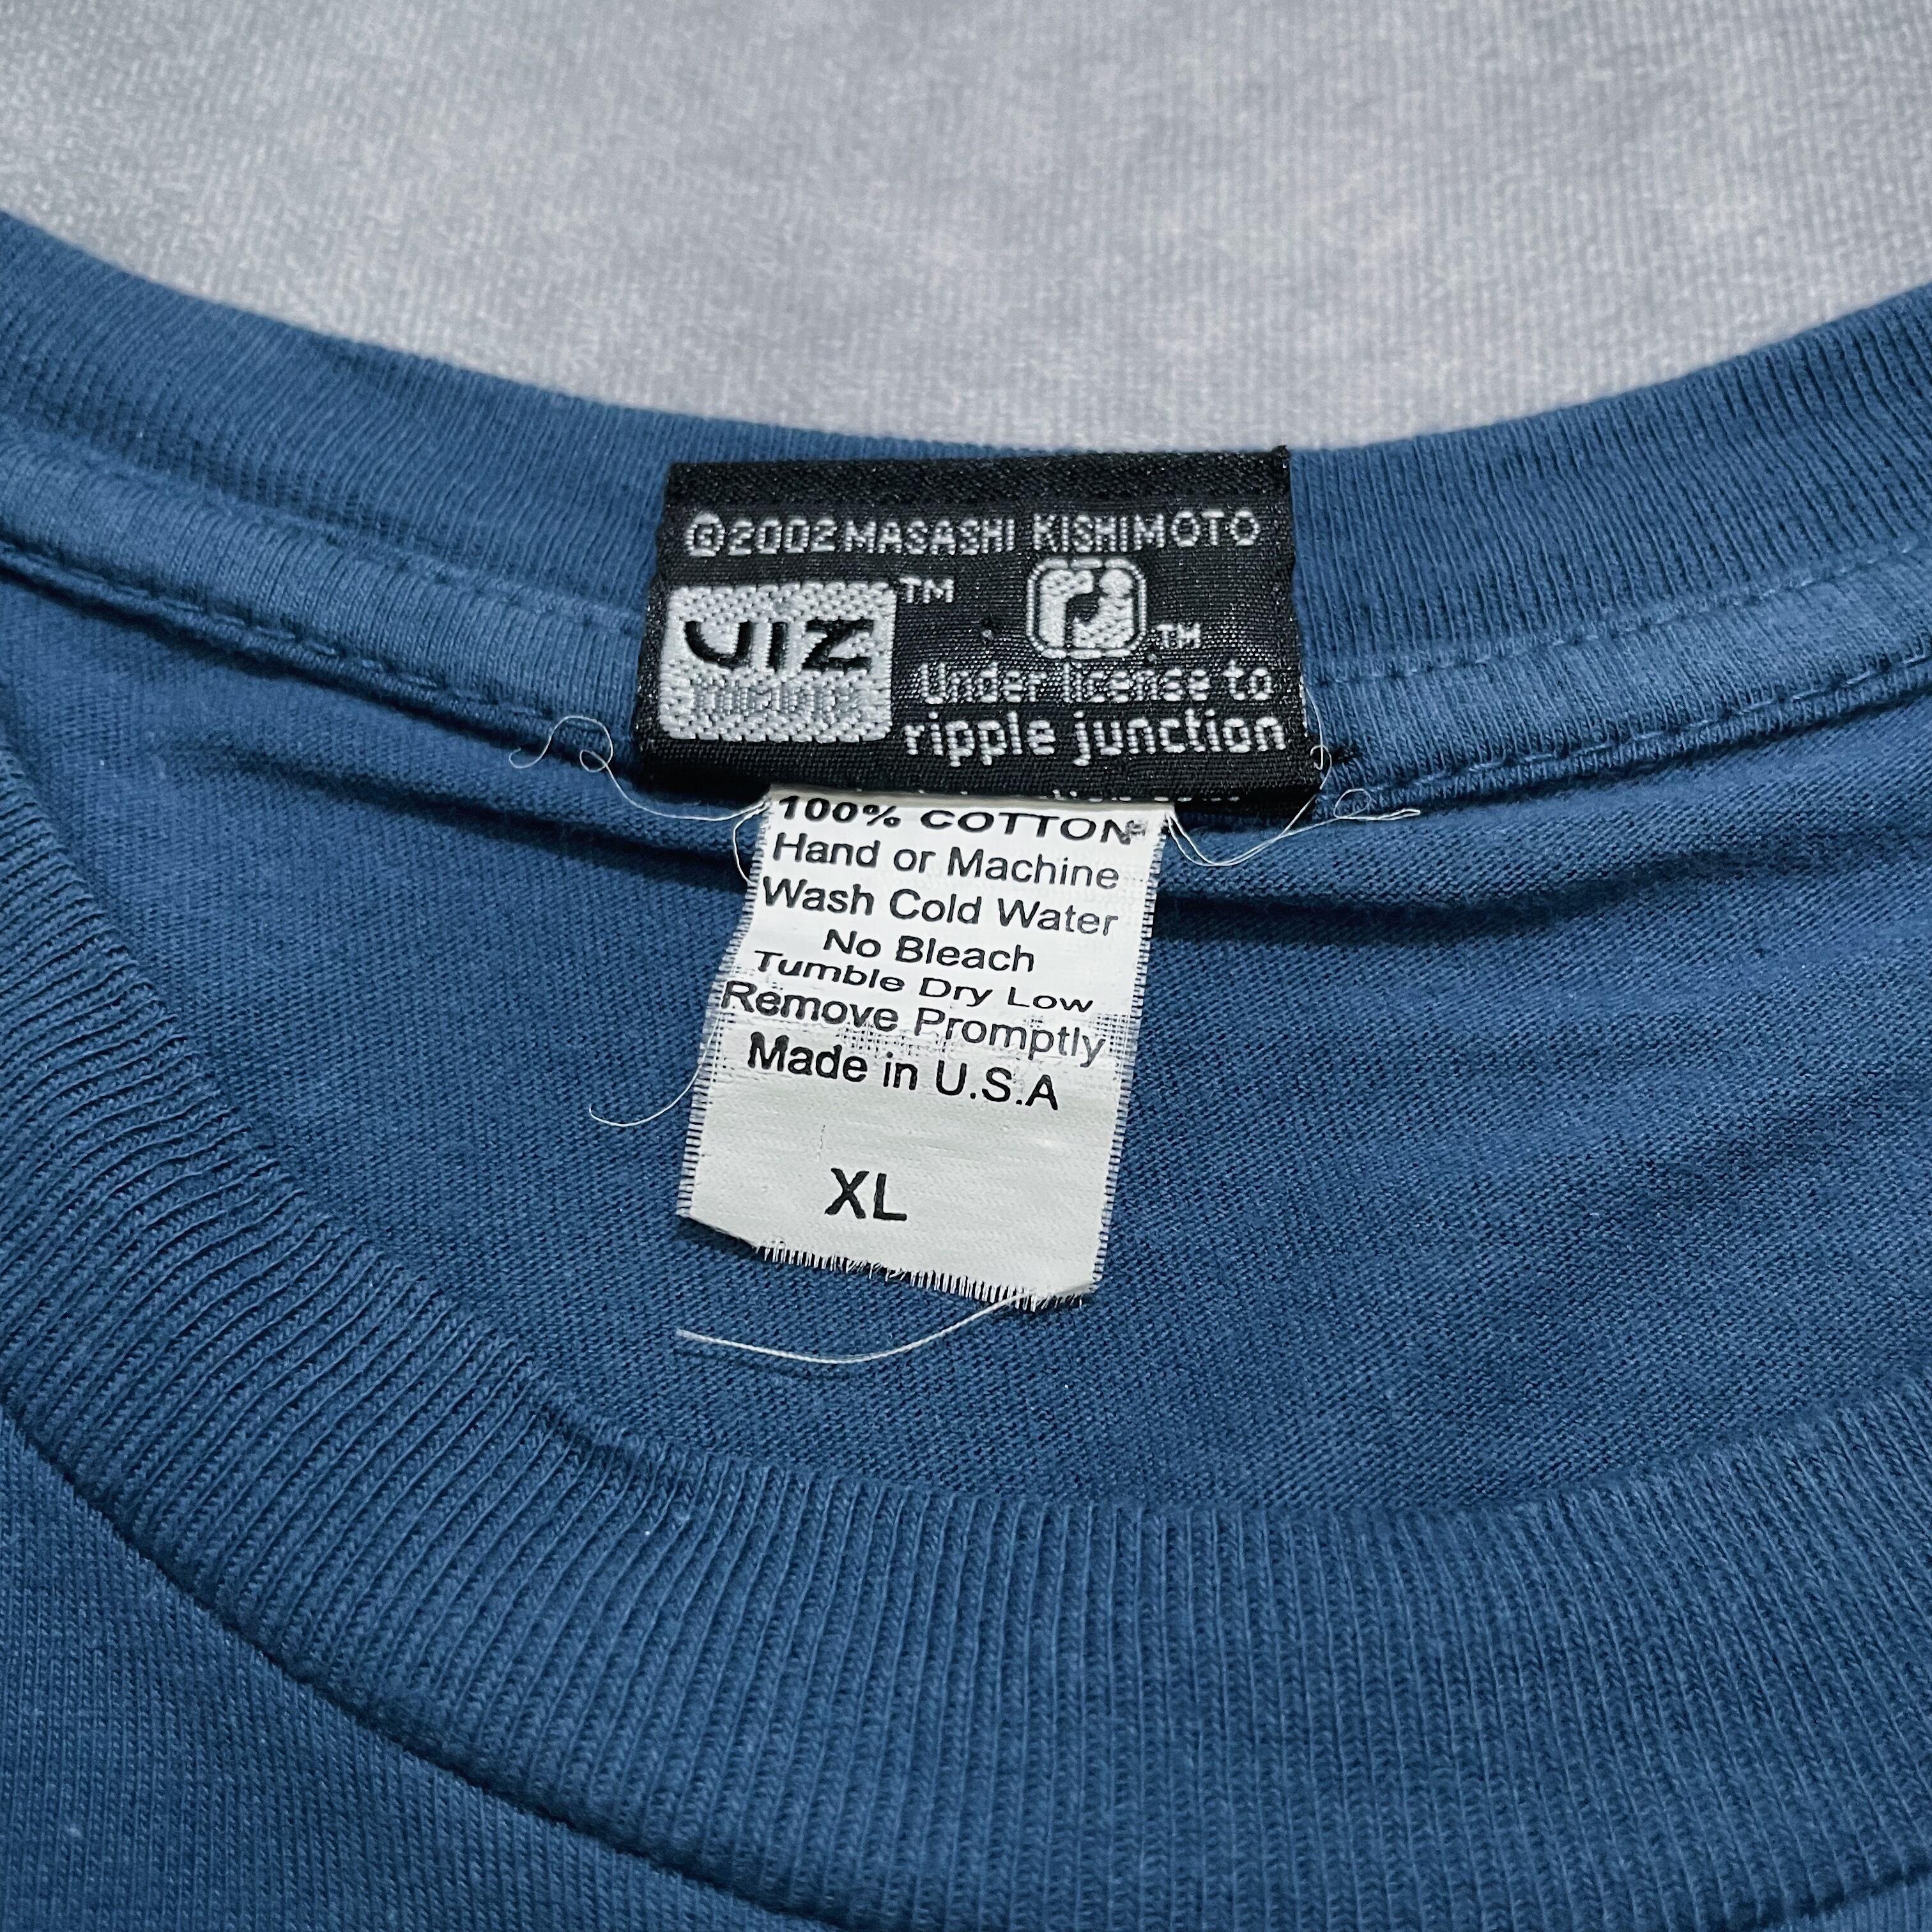 ©2002 MASASHI KISHIMOTO
VIZ TM
TM
Under license to
ripple junction
100% COTTON
Hand or Machine
Wash Cold Water
No Bleach
Tumble Dry Low
Remove Promptly
Made in U.S.A
XL